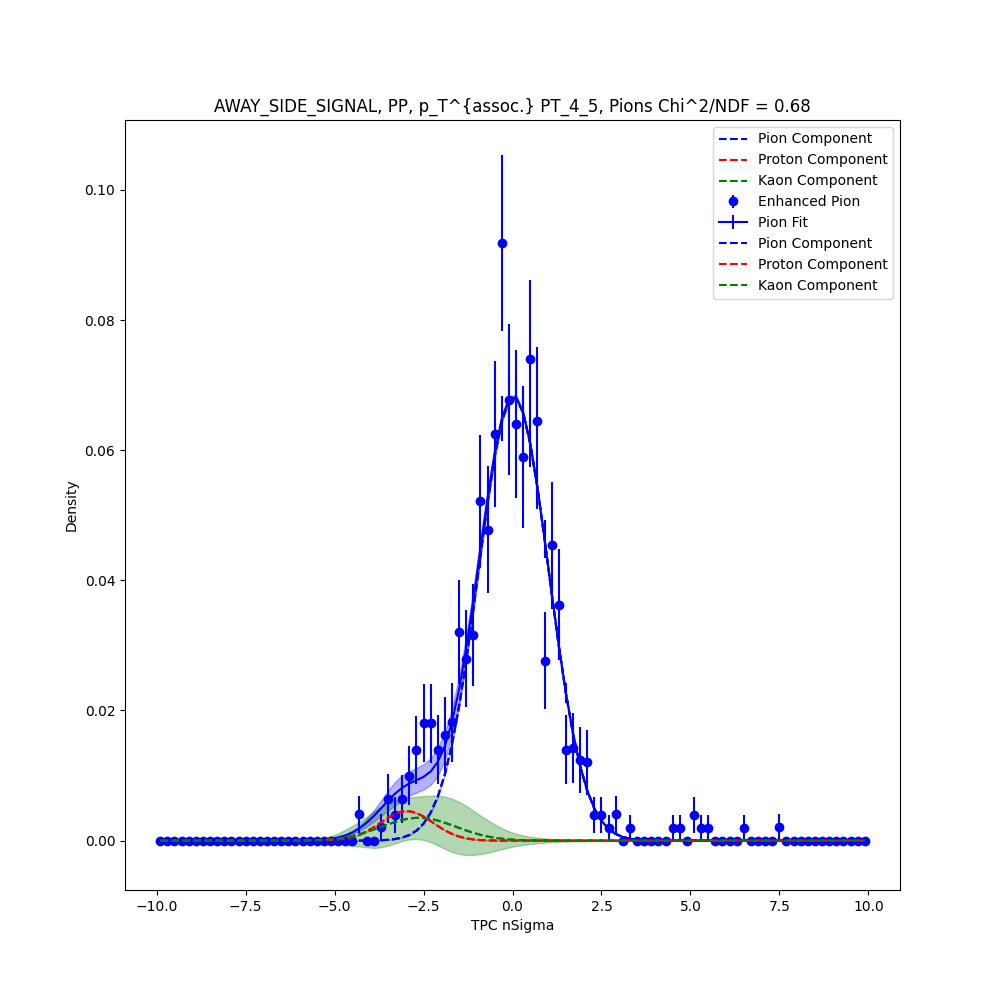 AWAY_SIDE_SIGNAL, PP, p_T^{assoc.} PT_4_5, Pions Chi^2/NDF = 0.68
Pion Component
Proton Component
Kaon Component
Enhanced Pion
Pion Fit
Pion Component
Proton Component
Kaon Component
0.10
0.08
0.06
0.04
0.02
0.00
Density
−10.0 −7.5 −5.0 −2.5 0.0 2.5 5.0 7.5 10.0
TPC nSigma